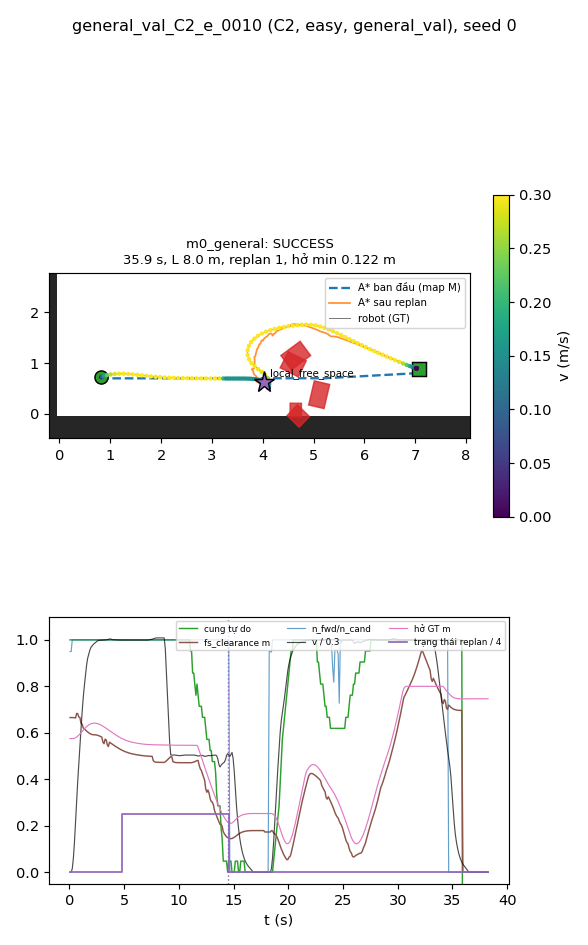 general_val_C2_e_0010 (C2, easy, general_val), seed 0
m0_general: SUCCESS
35.9 s, L 8.0 m, replan 1, hở min 0.122 m
A* ban đầu (map M)
A* sau replan
robot (GT)
local_free_space
2
1
0
0 1 2 3 4 5 6 7 8
0.30
0.25
0.20
0.15
0.10
0.05
0.00
v (m/s)
cung tự do
fs_clearance m
n_fwd/n_cand
v / 0.3
hở GT m
trạng thái replan / 4
1.0
0.8
0.6
0.4
0.2
0.0
0 5 10 15 20 25 30 35 40
t (s)